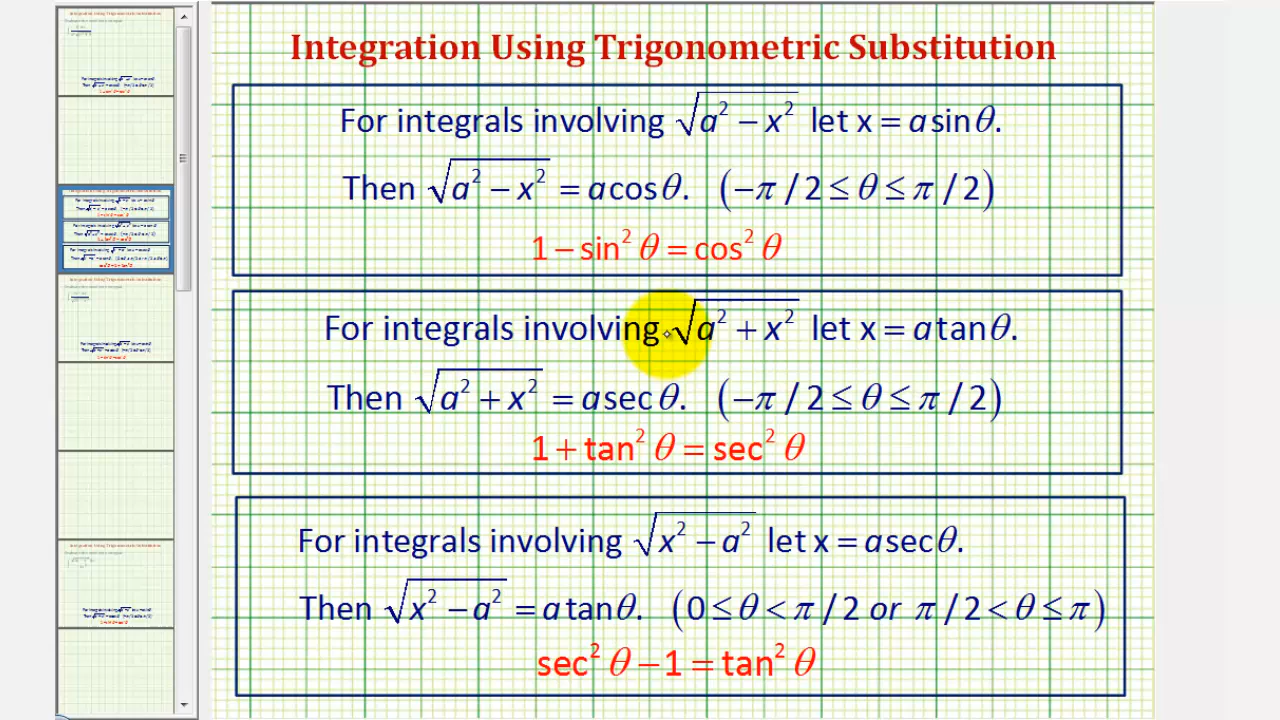 Integration Using Trigonometric Substitution
For integrals involving √(a² − x²) let x = a sin θ.
Then √(a² − x²) = a cos θ. (−π / 2 ≤ θ ≤ π / 2)
1 − sin² θ = cos² θ
For integrals involving √(a² + x²) let x = a tan θ.
Then √(a² + x²) = a sec θ. (−π / 2 ≤ θ ≤ π / 2)
1 + tan² θ = sec² θ
For integrals involving √(x² − a²) let x = a sec θ.
Then √(x² − a²) = a tan θ. (0 ≤ θ < π / 2 or π / 2 < θ ≤ π)
sec² θ − 1 = tan² θ